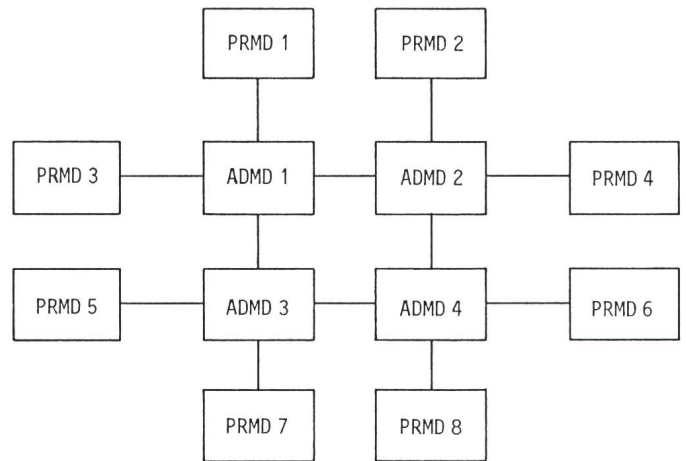 PRMD 1
PRMD 2
PRMD 3
ADMD 1
ADMD 2
PRMD 4
PRMD 5
ADMD 3
ADMD 4
PRMD 6
PRMD 7
PRMD 8